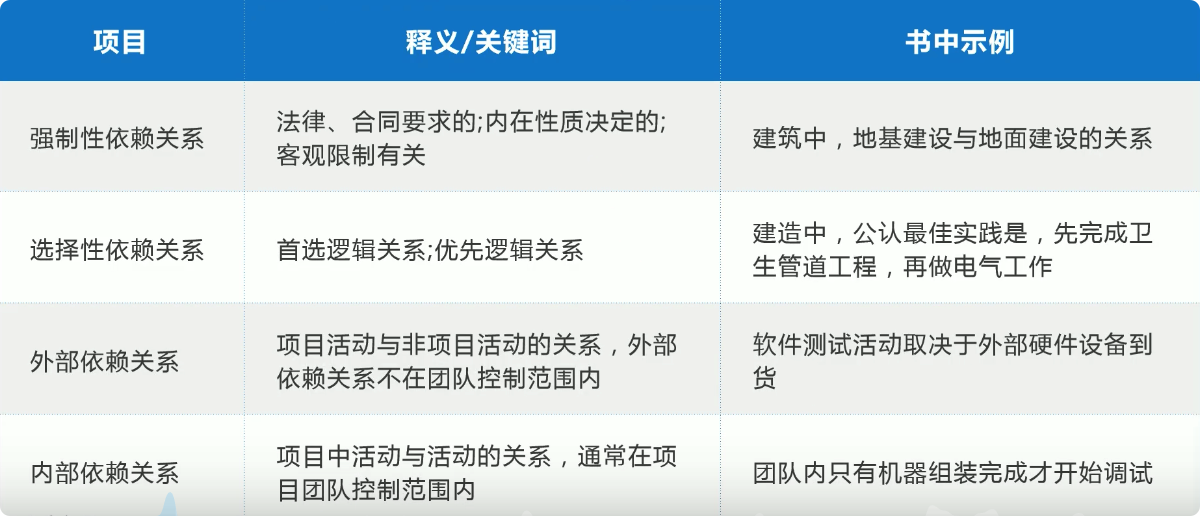 项目
释义/关键词
书中示例
强制性依赖关系
法律、合同要求的;内在性质决定的;
客观限制有关
建筑中，地基建设与地面建设的关系
选择性依赖关系
首选逻辑关系;优先逻辑关系
建造中，公认最佳实践是，先完成卫
生管道工程，再做电气工作
外部依赖关系
项目活动与非项目活动的关系，外部
依赖关系不在团队控制范围内
软件测试活动取决于外部硬件设备到
货
内部依赖关系
项目中活动与活动的关系，通常在项
目团队控制范围内
团队内只有机器组装完成才开始调试